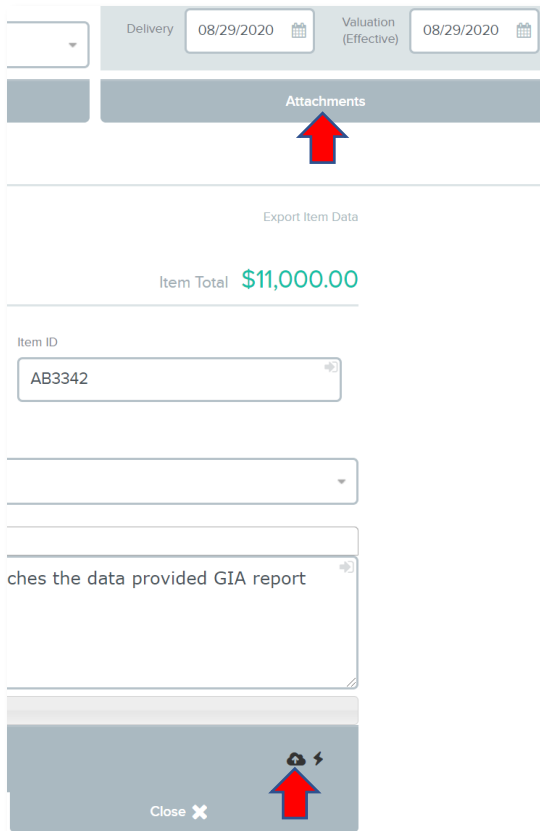 Delivery 08/29/2020 Valuation (Effective) 08/29/2020
Attachments
Export Item Data
Item Total $11,000.00
Item ID
AB3342
ches the data provided GIA report
Close